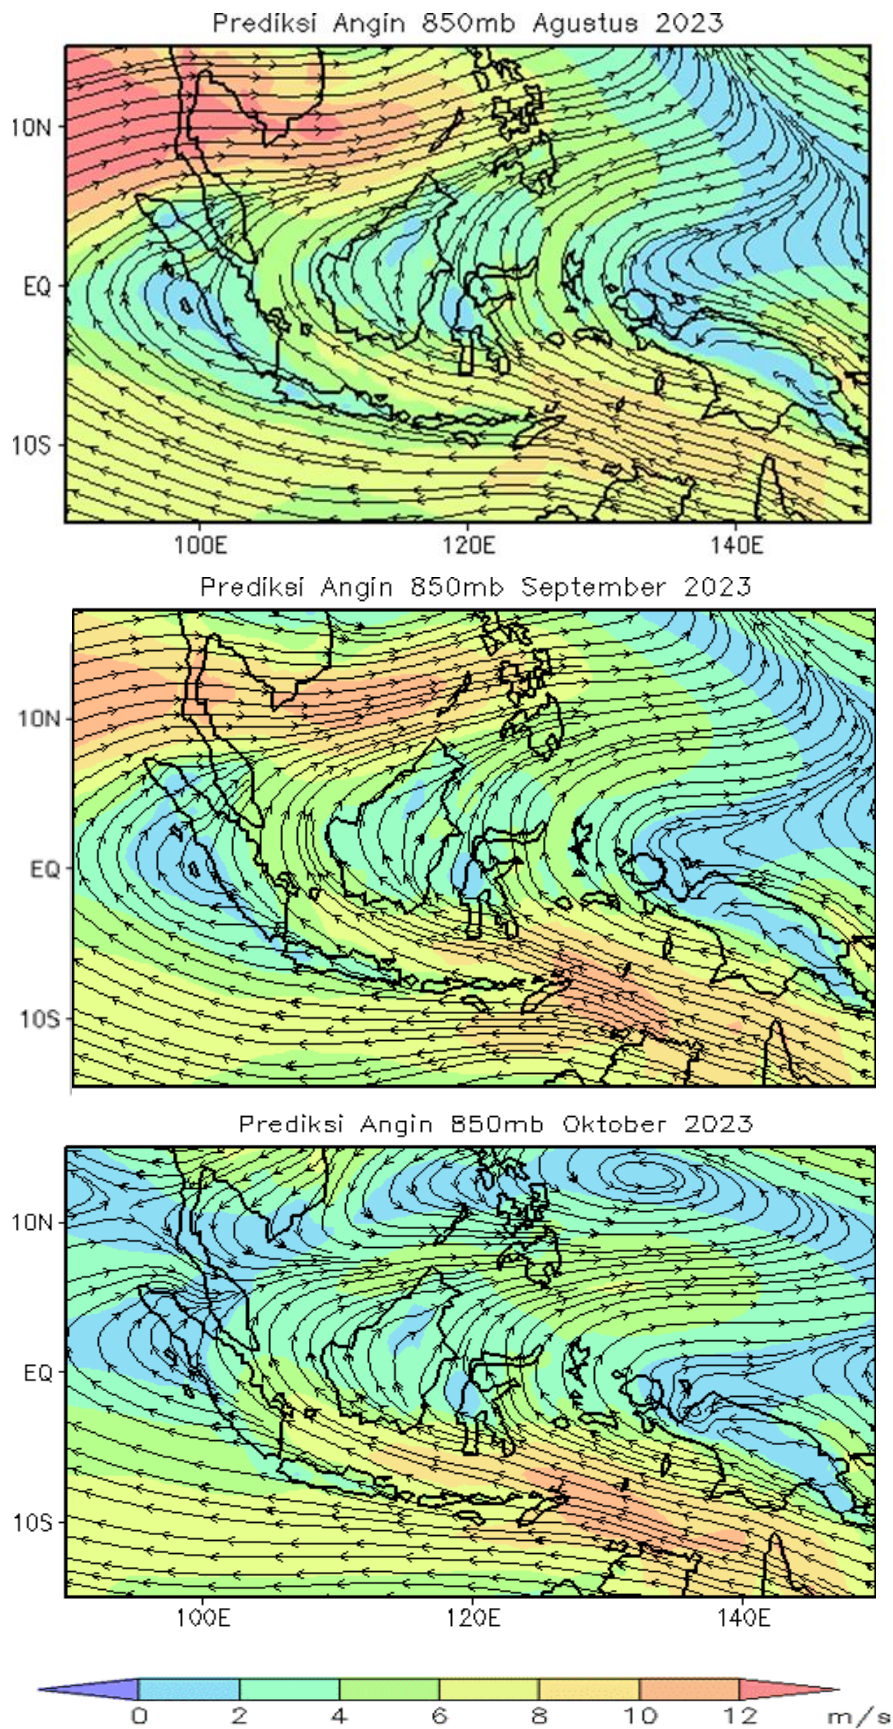 Prediksi Angin 850mb Agustus 2023
10N
EQ
10S
100E 120E 140E
Prediksi Angin 850mb September 2023
10N
EQ
10S
Prediksi Angin 850mb Oktober 2023
10N
EQ
10S
100E 120E 140E
0 2 4 6 8 10 12 m/s